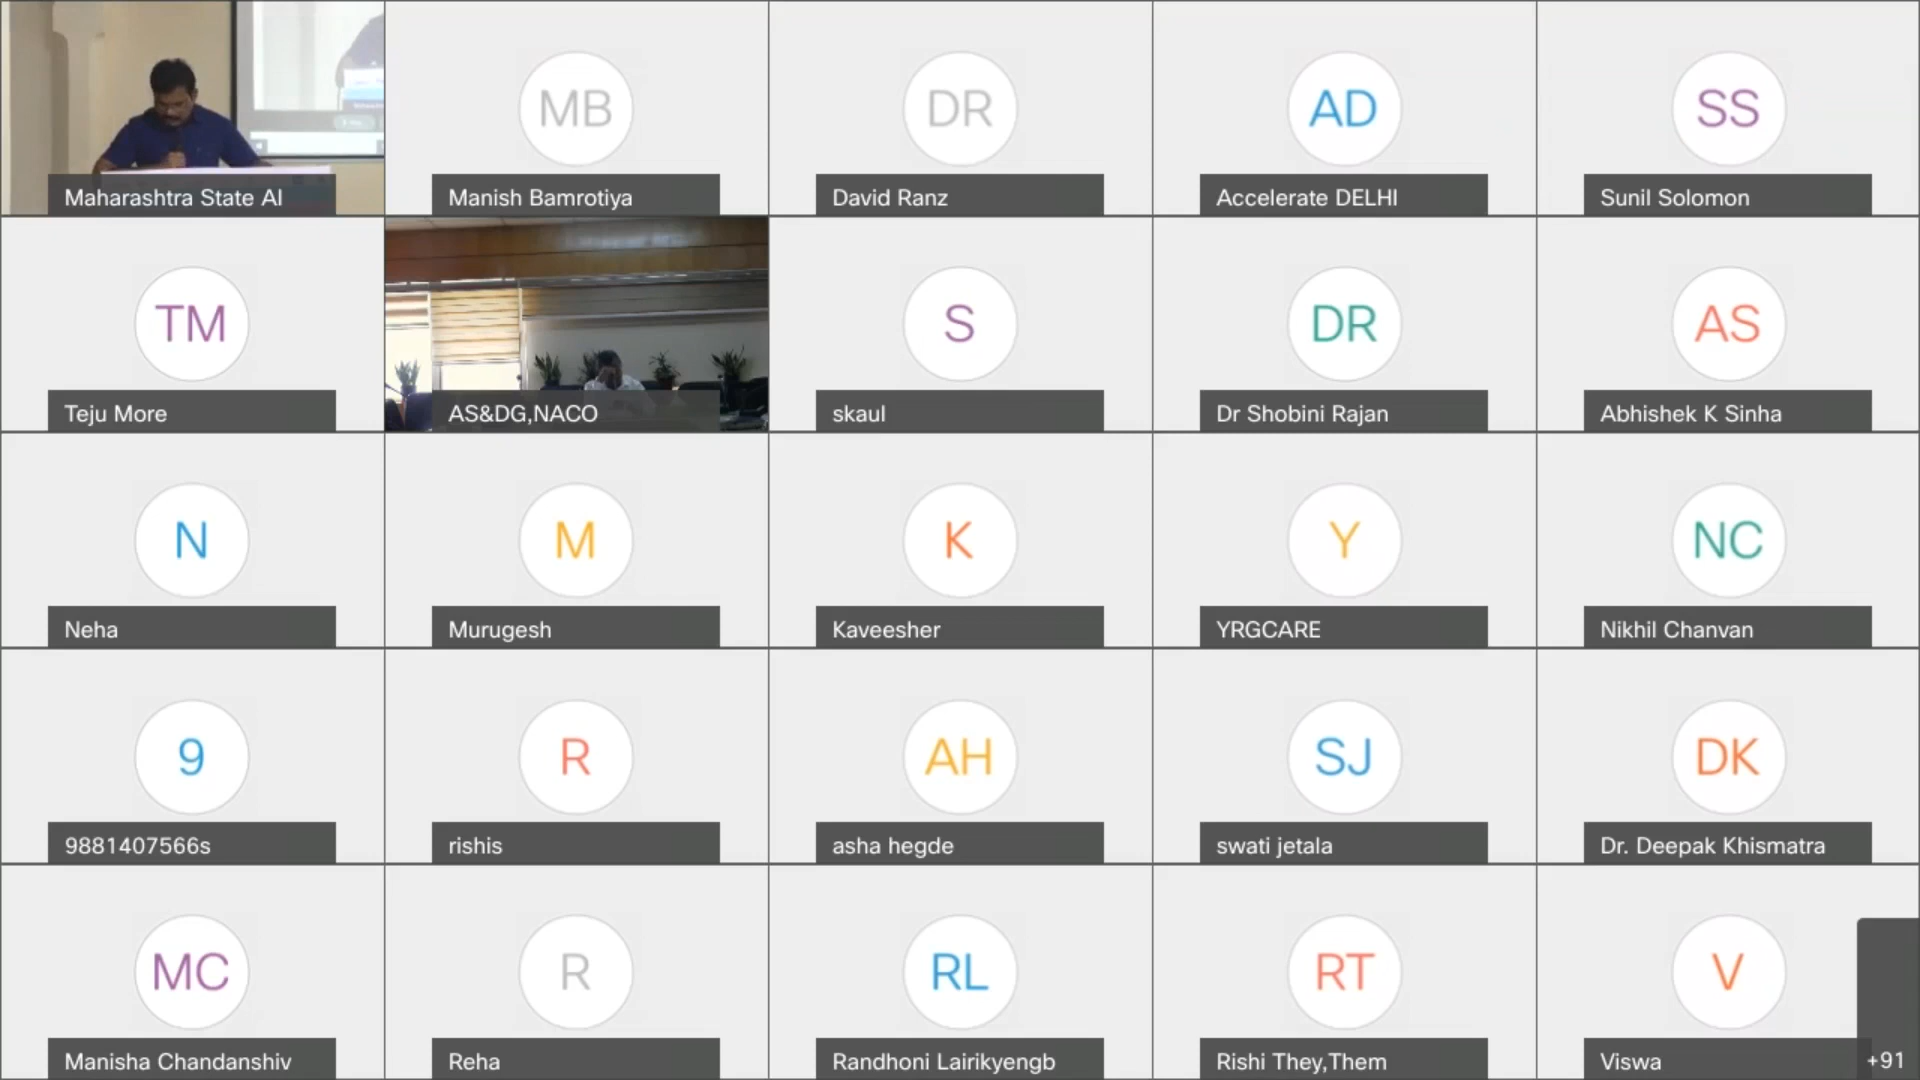 Maharashtra State AI
MB
Manish Bamrotiya
DR
David Ranz
AD
Accelerate DELHI
SS
Sunil Solomon
TM
Teju More
AS&DG,NACO
S
skaul
DR
Dr Shobini Rajan
AS
Abhishek K Sinha
N
Neha
M
Murugesh
K
Kaveesher
Y
YRGCARE
NC
Nikhil Chanvan
9
9881407566s
R
rishis
AH
asha hegde
SJ
swati jetala
DK
Dr. Deepak Khismatra
MC
Manisha Chandanshiv
R
Reha
RL
Randhoni Lairikyengb
RT
Rishi They,Them
V
Viswa
+91